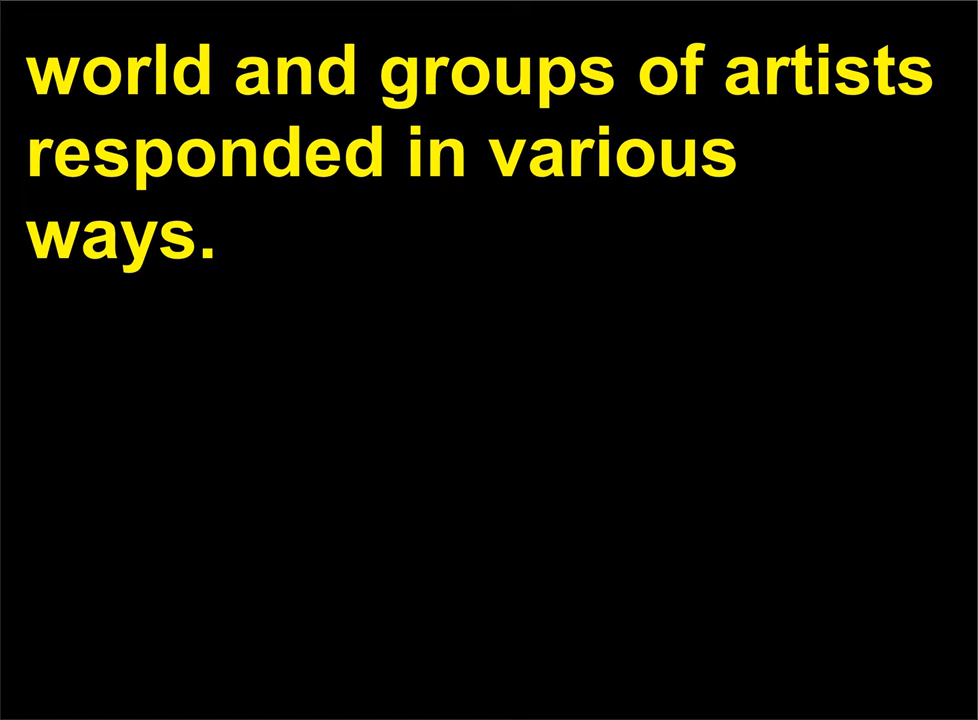 world and groups of artists
responded in various
ways.